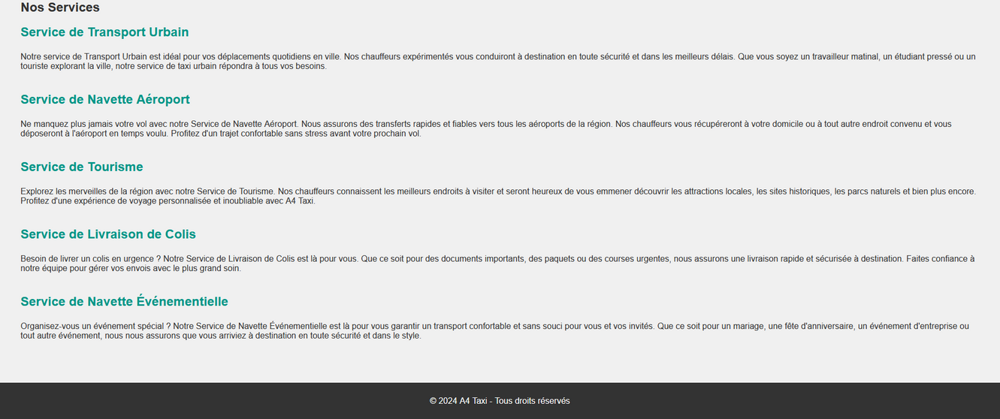 Nos Services
Service de Transport Urbain
Notre service de Transport Urbain est idéal pour vos déplacements quotidiens en ville. Nos chauffeurs expérimentés vous conduiront à destination en toute sécurité et dans les meilleurs délais. Que vous soyez un travailleur matinal, un étudiant pressé ou un
touriste explorant la ville, notre service de taxi urbain répondra à tous vos besoins.
Service de Navette Aéroport
Ne manquez plus jamais votre vol avec notre Service de Navette Aéroport. Nous assurons des transferts rapides et fiables vers tous les aéroports de la région. Nos chauffeurs vous récupéreront à votre domicile ou à tout autre endroit convenu et vous
déposeront à l'aéroport en temps voulu. Profitez d'un trajet confortable sans stress avant votre prochain vol.
Service de Tourisme
Explorez les merveilles de la région avec notre Service de Tourisme. Nos chauffeurs connaissent les meilleurs endroits à visiter et seront heureux de vous emmener découvrir les attractions locales, les sites historiques, les parcs naturels et bien plus encore.
Profitez d'une expérience de voyage personnalisée et inoubliable avec A4 Taxi.
Service de Livraison de Colis
Besoin de livrer un colis en urgence ? Notre Service de Livraison de Colis est là pour vous. Que ce soit pour des documents importants, des paquets ou des courses urgentes, nous assurons une livraison rapide et sécurisée à destination. Faites confiance à
notre équipe pour gérer vos envois avec le plus grand soin.
Service de Navette Événementielle
Organisez-vous un événement spécial ? Notre Service de Navette Événementielle est là pour vous garantir un transport confortable et sans souci pour vous et vos invités. Que ce soit pour un mariage, une fête d'anniversaire, un événement d'entreprise ou
tout autre événement, nous nous assurons que vous arriviez à destination en toute sécurité et dans le style.
© 2024 A4 Taxi - Tous droits réservés